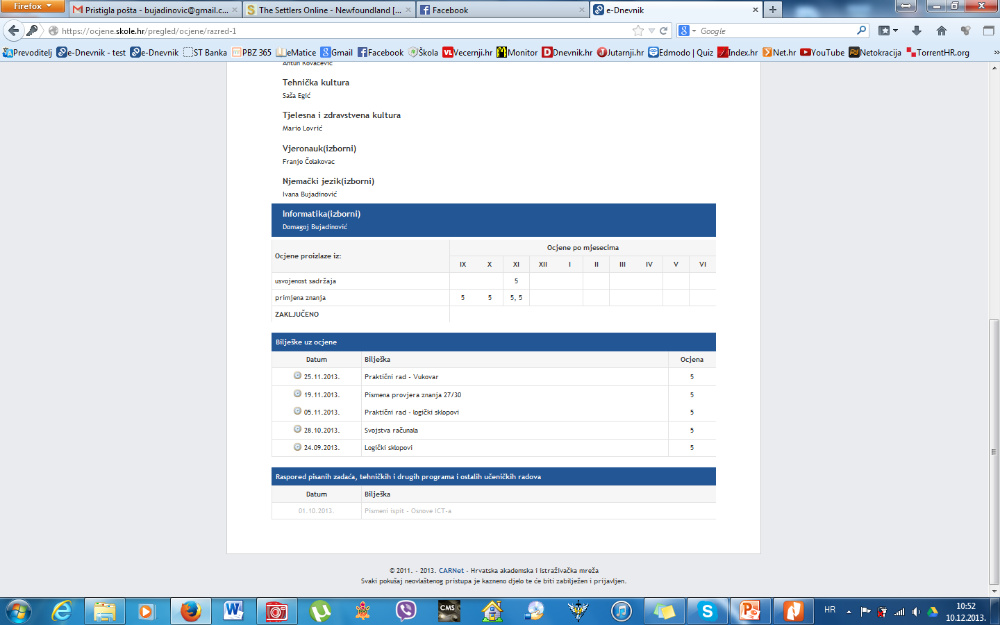 Firefox
Pristigla pošta - bujadinovic@gmail.c...
The Settlers Online - Newfoundland [...
Facebook
e-Dnevnik
https://ocjene.skole.hr/pregled/ocjene/razred-1
Google
Prevoditelj e-Dnevnik - test e-Dnevnik ST Banka PBZ 365 eMatice Gmail Facebook Škola Vecernji.hr Monitor Dnevnik.hr Jutarnji.hr Edmodo | Quiz Index.hr Net.hr YouTube Netokracija TorrentHR.org
Antun Kovačević
Tehnička kultura
Saša Egić
Tjelesna i zdravstvena kultura
Mario Lovrić
Vjeronauk(izborni)
Franjo Čolakovac
Njemački jezik(izborni)
Ivana Bujadinović
Informatika(izborni)
Domagoj Bujadinović
Ocjene proizlaze iz:
Ocjene po mjesecima
IX X XI XII I II III IV V VI
usvojenost sadržaja 5
primjena znanja 5 5 5, 5
ZAKLJUČENO
Bilješke uz ocjene
Datum Bilješka Ocjena
25.11.2013. Praktični rad - Vukovar 5
19.11.2013. Pismena provjera znanja 27/30 5
05.11.2013. Praktični rad - logički sklopovi 5
28.10.2013. Svojstva računala 5
24.09.2013. Logički sklopovi 5
Raspored pisanih zadaća, tehničkih i drugih programa i ostalih učeničkih radova
Datum Bilješka
01.10.2013. Pismeni ispit - Osnove ICT-a
© 2011. - 2013. CARNet - Hrvatska akademska i istraživačka mreža
Svaki pokušaj neovlaštenog pristupa je kazneno djelo te će biti zabilježen i prijavljen.
CMS
HR
10:52
10.12.2013.